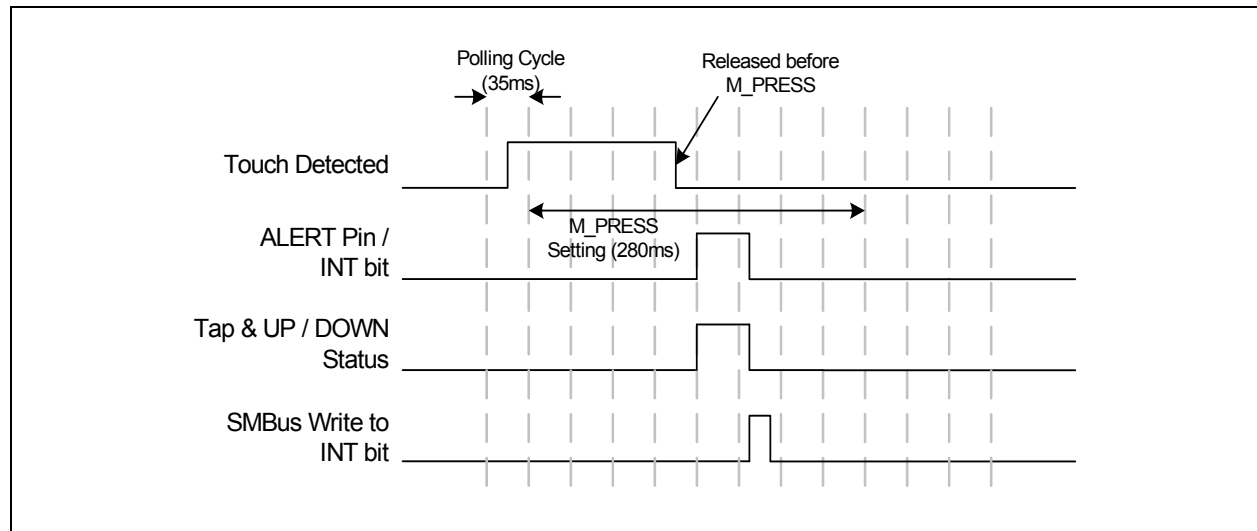 Polling Cycle
(35ms)
Released before
M_PRESS
Touch Detected
M_PRESS
Setting (280ms)
ALERT Pin /
INT bit
Tap & UP / DOWN
Status
SMBus Write to
INT bit